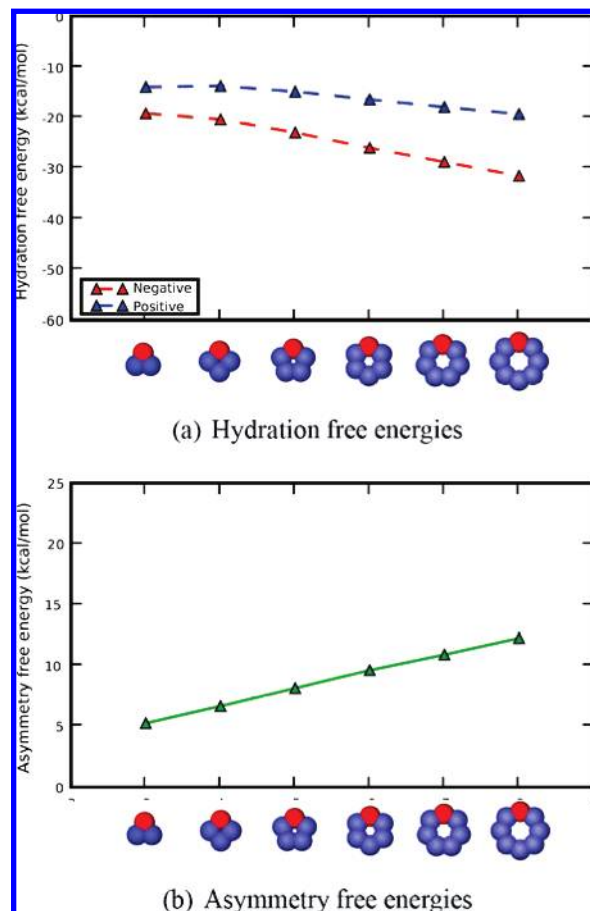 0
-10
-20
-30
-40
-50
-60
Hydration free energy (kcal/mol)
Negative
Positive
(a) Hydration free energies
25
20
15
10
5
0
Asymmetry free energy (kcal/mol)
(b) Asymmetry free energies